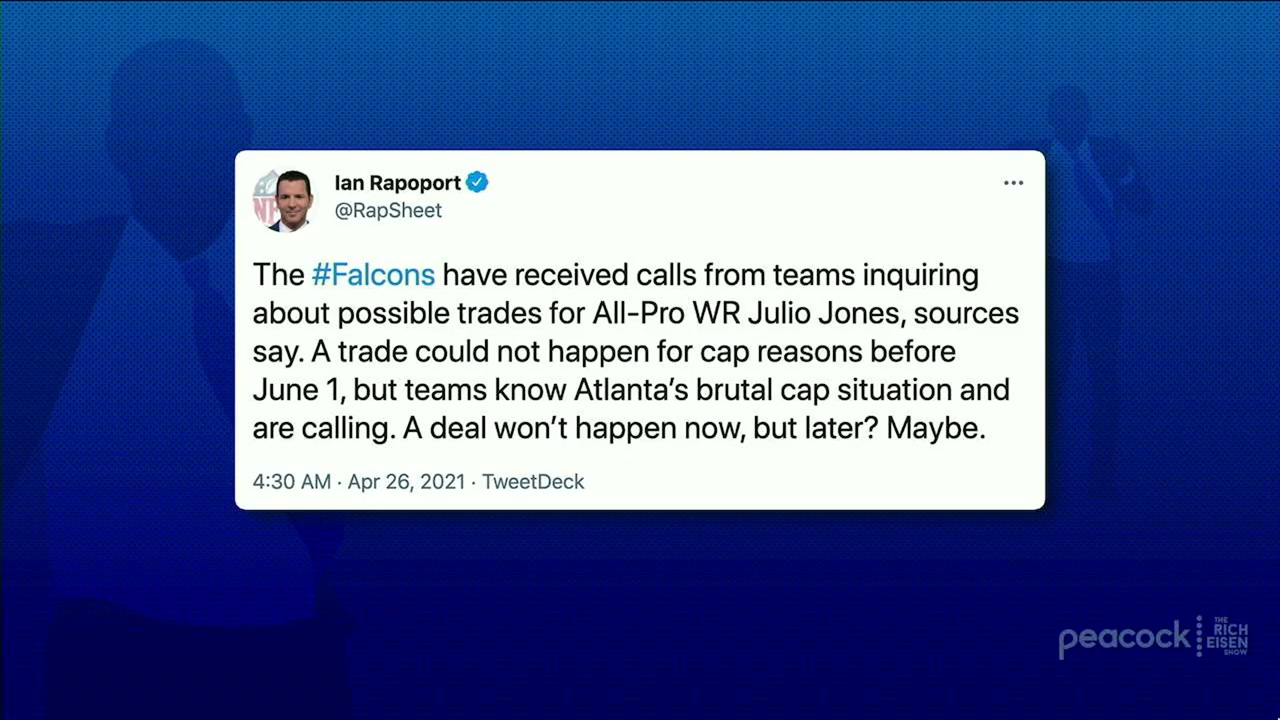 Ian Rapoport
@RapSheet
The #Falcons have received calls from teams inquiring
about possible trades for All-Pro WR Julio Jones, sources
say. A trade could not happen for cap reasons before
June 1, but teams know Atlanta’s brutal cap situation and
are calling. A deal won’t happen now, but later? Maybe.
4:30 AM · Apr 26, 2021 · TweetDeck
peacock
THE
RICH
EISEN
SHOW